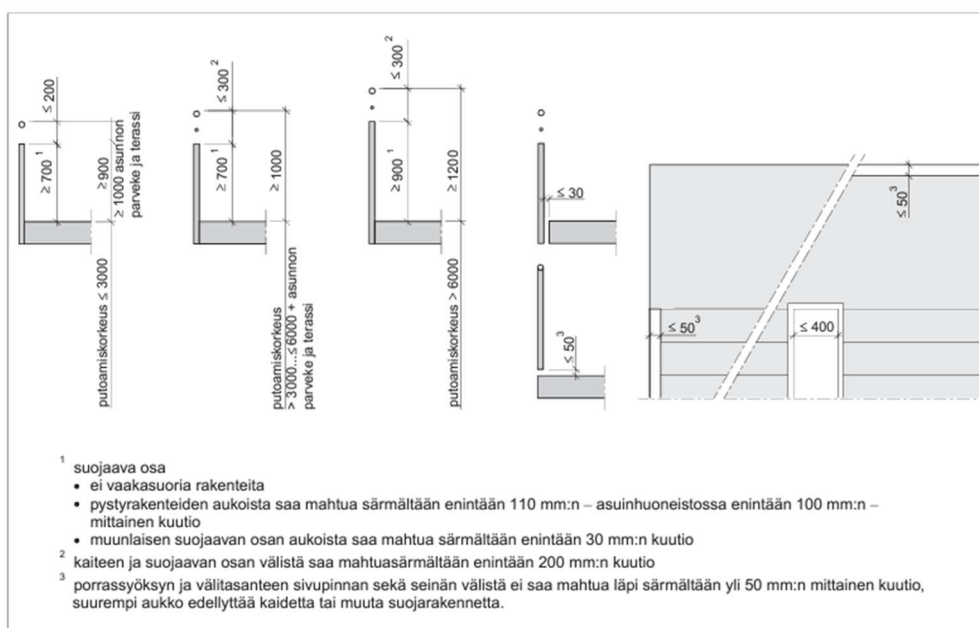 ≤ 200
≥ 700 1
≥ 900
≥ 1000 asunnon
parveke ja terassi
putoamiskorkeus ≤ 3000
≤ 300 2
≥ 700 1
≥ 1000
putoamiskorkeus
> 3000...≤ 6000 + asunnon
parveke ja terassi
≤ 300 2
≥ 900 1
≥ 1200
putoamiskorkeus > 6000
≤ 30
≤ 50 3
≤ 50 3
≤ 400
≤ 50 3
1 suojaava osa
• ei vaakasuoria rakenteita
• pystyrakenteiden aukoista saa mahtua särmältään enintään 110 mm:n – asuinhuoneistossa enintään 100 mm:n –
mittainen kuutio
• muunlaisen suojaavan osan aukoista saa mahtua särmältään enintään 30 mm:n kuutio
2 kaiteen ja suojaavan osan välistä saa mahtuasärmältään enintään 200 mm:n kuutio
3 porrassyöksyn ja välitasanteen sivupinnan sekä seinän välistä ei saa mahtua läpi särmältään yli 50 mm:n mittainen kuutio,
suurempi aukko edellyttää kaidetta tai muuta suojarakennetta.